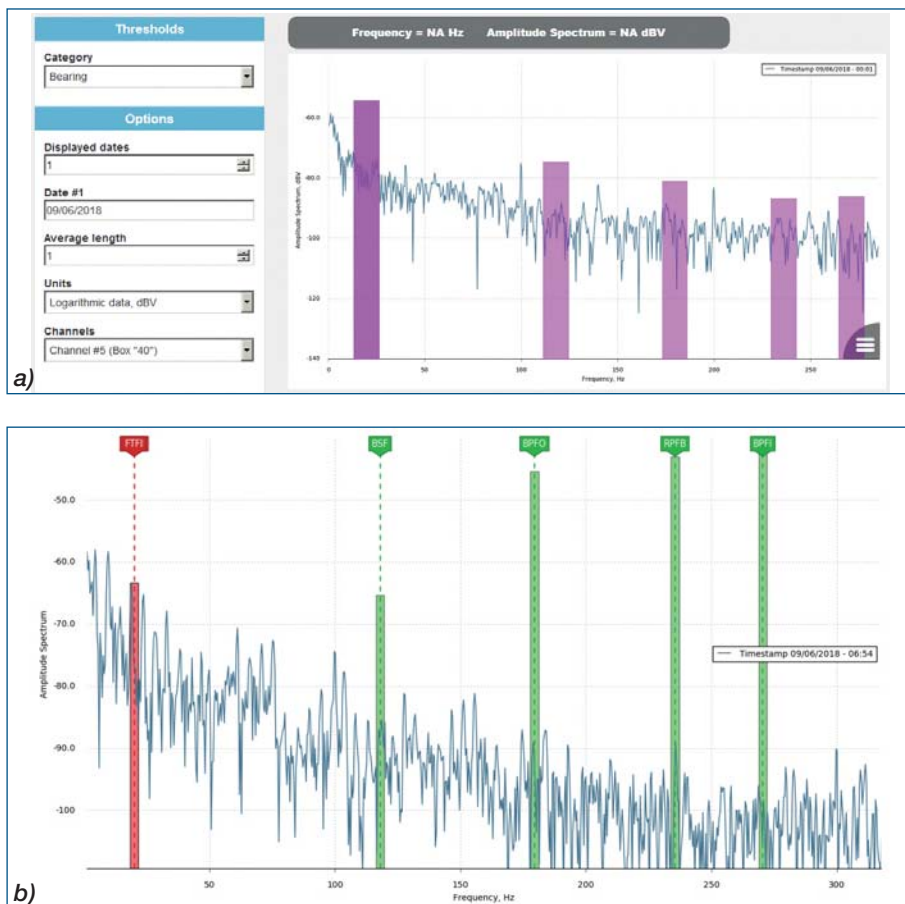 Thresholds
Category
Bearing
Options
Displayed dates
1
Date #1
09/06/2018
Average length
1
Units
Logarithmic data, dBV
Channels
Channel #5 (Box "40")
a)
Frequency = NA Hz Amplitude Spectrum = NA dBV
Timestamp 09/06/2018 - 00:01
Amplitude Spectrum, dBV
-60.0
-80.0
-100
-120
-140
0 50 100 150 200 250
Frequency, Hz
FTFI BSF BPFO RPFB BPFI
-50.0
-60.0
-70.0
-80.0
-90.0
-100
Amplitude Spectrum
Timestamp 09/06/2018 - 06:54
50 100 150 200 250 300
Frequency, Hz
b)